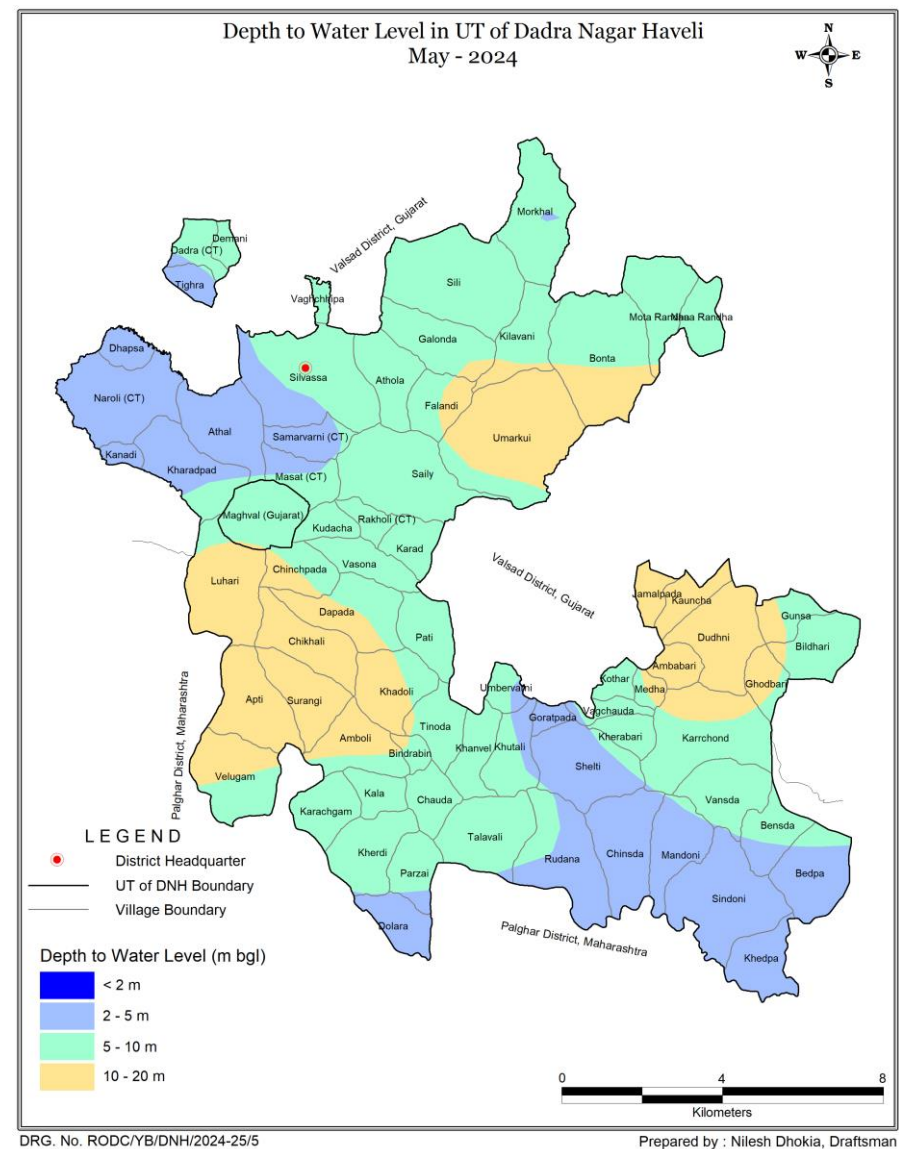 Depth to Water Level in UT of Dadra Nagar Haveli
May - 2024
N
W E
S
Morkhal
Valsad District, Gujarat
Demani
Dadra (CT)
Tighra
Sili
Vaghchhipa
Mota Randha
Nana Randha
Galonda
Kilavani
Dhapsa
Bonta
Silvassa
Athola
Naroli (CT)
Falandi
Athal
Samarvarni (CT)
Umarkui
Kanadi
Kharadpad
Masat (CT)
Saily
Maghval (Gujarat)
Kudacha
Rakholi (CT)
Karad
Vasona
Chinchpada
Luhari
Valsad District, Gujarat
Jamalpada
Kauncha
Dapada
Gunsa
Chikhali
Pati
Dudhni
Bildhari
Ambabari
Kothar
Medha
Ghodbari
Khadoli
Umbervarni
Apti
Surangi
Vagchauda
Goratpada
Tinoda
Amboli
Kherabari
Karrchond
Khanvel
Khutali
Bindrabin
Shelti
Velugam
Palghar District, Maharashtra
Kala
Chauda
Vansda
Karachgam
Bensda
Talavali
Kherdi
Rudana
Chinsda
Mandoni
Parzai
Bedpa
Sindoni
Dolara
Palghar District, Maharashtra
Khedpa
LEGEND
District Headquarter
UT of DNH Boundary
Village Boundary
Depth to Water Level (m bgl)
< 2 m
2 - 5 m
5 - 10 m
10 - 20 m
0 4 8
Kilometers
DRG. No. RODC/YB/DNH/2024-25/5
Prepared by : Nilesh Dhokia, Draftsman